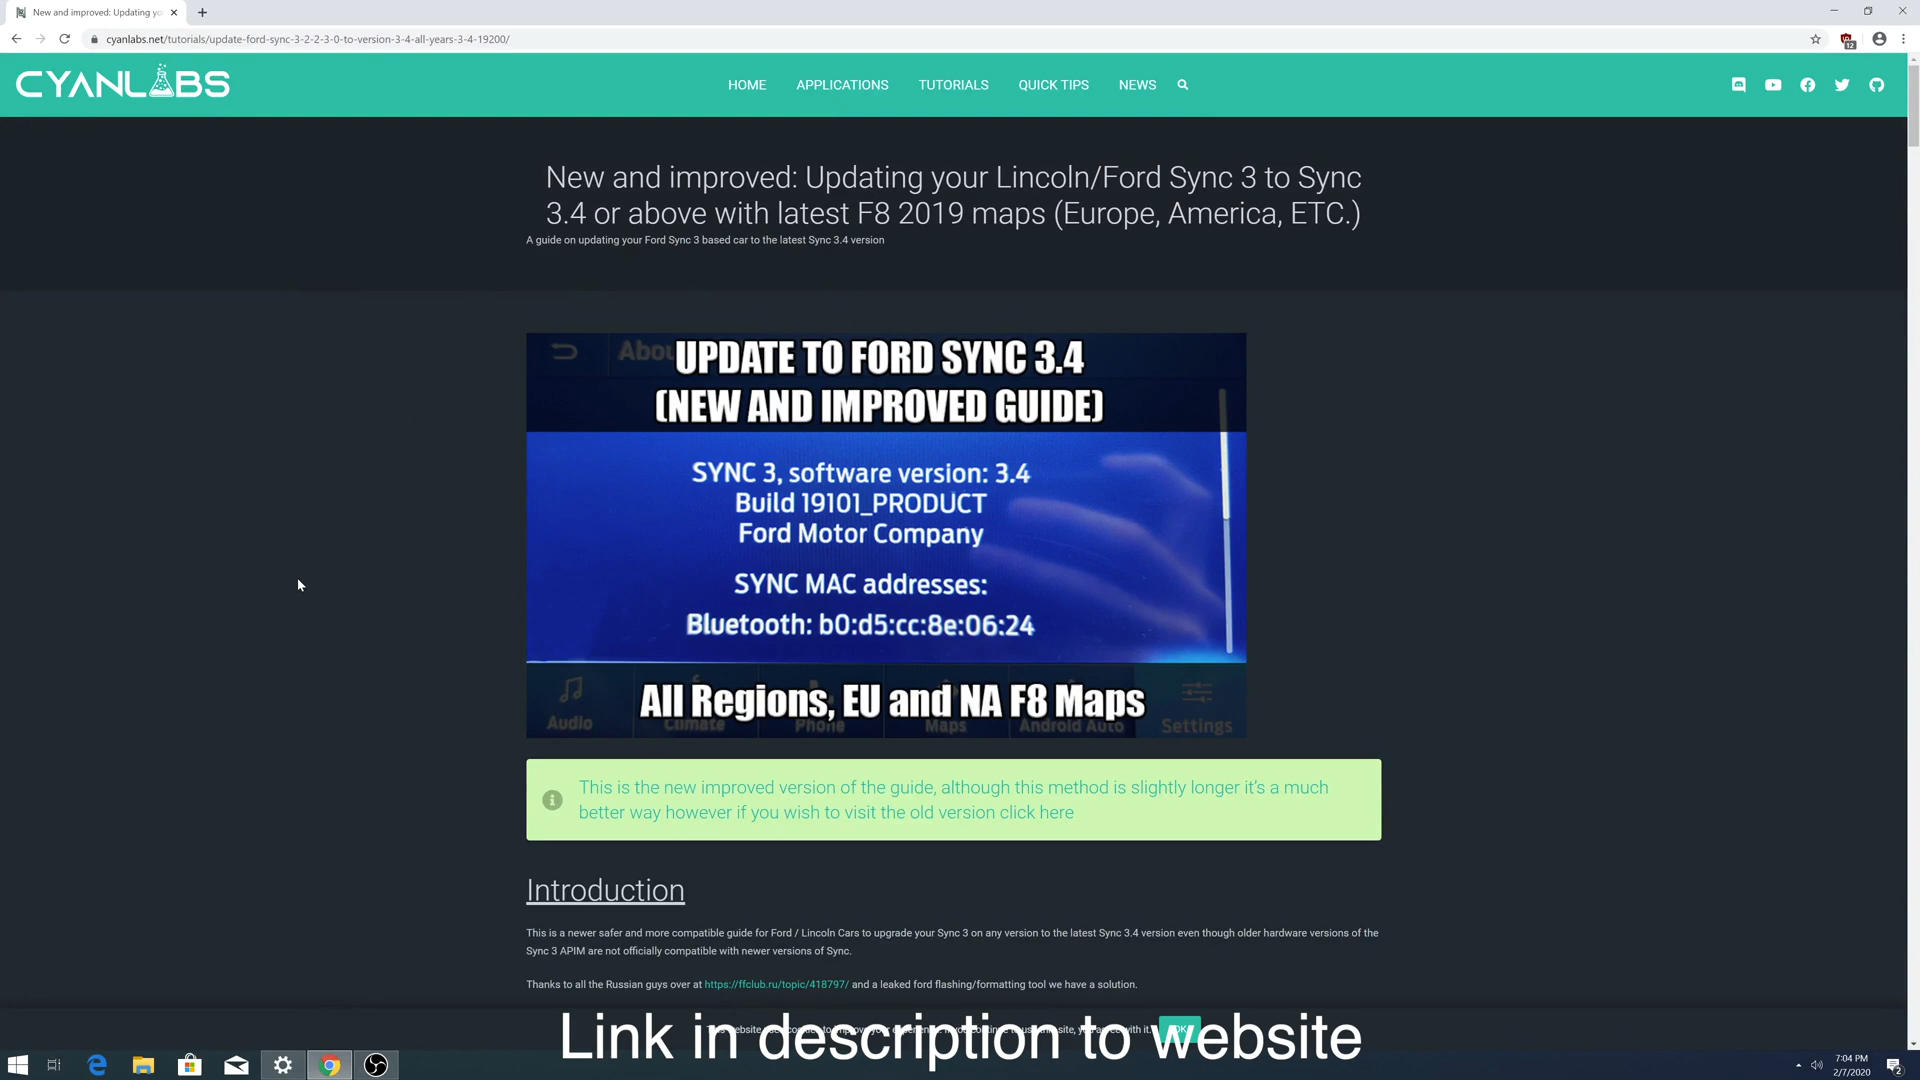 New and improved: Updating yo
cyanlabs.net/tutorials/update-ford-sync-3-2-2-3-0-to-version-3-4-all-years-3-4-19200/
12
CYANLABS
HOME
APPLICATIONS
TUTORIALS
QUICK TIPS
NEWS
New and improved: Updating your Lincoln/Ford Sync 3 to Sync
3.4 or above with latest F8 2019 maps (Europe, America, ETC.)
A guide on updating your Ford Sync 3 based car to the latest Sync 3.4 version
UPDATE TO FORD SYNC 3.4
(NEW AND IMPROVED GUIDE)
SYNC 3, software version: 3.4
Build 19101_PRODUCT
Ford Motor Company
SYNC MAC addresses:
Bluetooth: b0:d5:cc:8e:06:24
All Regions, EU and NA F8 Maps
Audio
Climate
Phone
Maps
Android Auto
Settings
This is the new improved version of the guide, although this method is slightly longer it's a much
better way however if you wish to visit the old version click here
Introduction
This is a newer safer and more compatible guide for Ford / Lincoln Cars to upgrade your Sync 3 on any version to the latest Sync 3.4 version even though older hardware versions of the
Sync 3 APIM are not officially compatible with newer versions of Sync.
Thanks to all the Russian guys over at https://ffclub.ru/topic/418797/ and a leaked ford flashing/formatting tool we have a solution.
Link in description to website
7:04 PM
2/7/2020
2